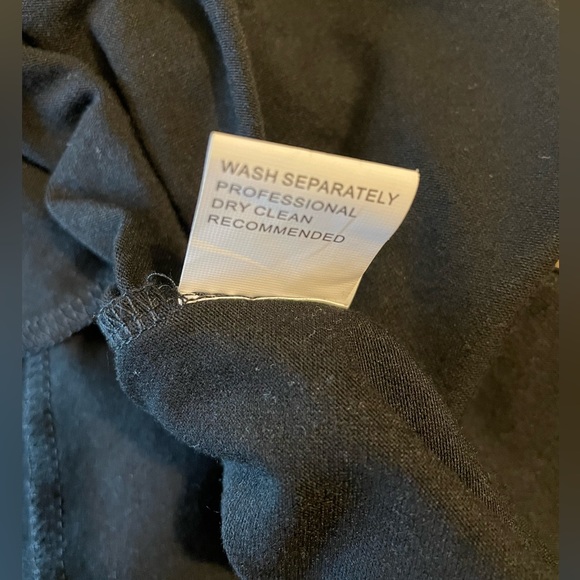 WASH SEPARATELY
PROFESSIONAL
DRY CLEAN
RECOMMENDED